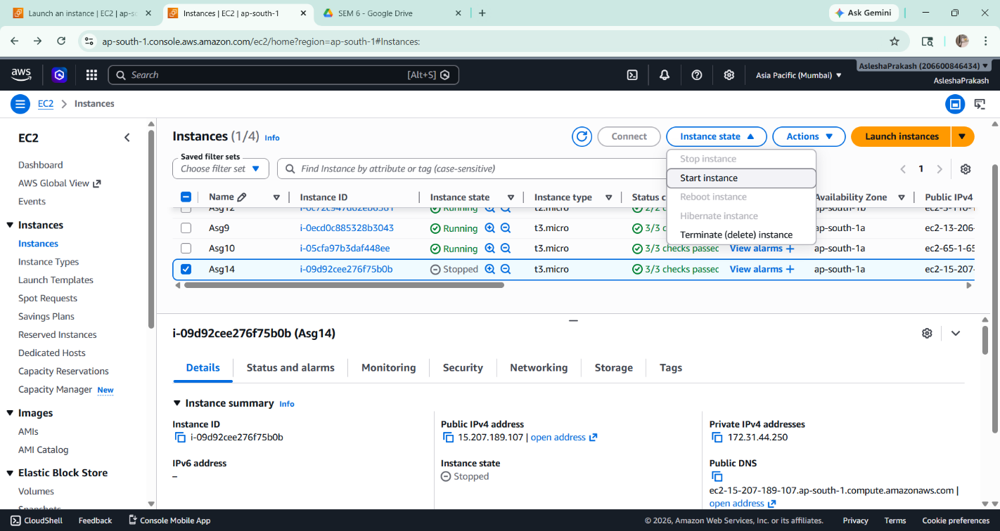 Launch an instance | EC2 | ap-so
Instances | EC2 | ap-south-1
SEM 6 - Google Drive
Ask Gemini
ap-south-1.console.aws.amazon.com/ec2/home?region=ap-south-1#Instances:
aws
Search
[Alt+S]
Asia Pacific (Mumbai)
AsleshaPrakash (206600846434)
AsleshaPrakash
EC2
Instances
EC2
Dashboard
AWS Global View
Events
Instances
Instances
Instance Types
Launch Templates
Spot Requests
Savings Plans
Reserved Instances
Dedicated Hosts
Capacity Reservations
Capacity Manager New
Images
AMIs
AMI Catalog
Elastic Block Store
Volumes
Snapshots
Instances (1/4) Info
Connect
Instance state
Actions
Launch instances
Stop instance
Start instance
Reboot instance
Hibernate instance
Terminate (delete) instance
Saved filter sets
Choose filter set
Find Instance by attribute or tag (case-sensitive)
1
Name Instance ID Instance state Instance type Status c Availability Zone Public IPv4
Asg12 Running t2.micro 2/2 c ap-south-1b ec2-3-110-1
Asg9 i-0ecd0c885328b3043 Running t3.micro 3/3 c ap-south-1a ec2-13-206-
Asg10 i-05cfa97b3daf448ee Running t3.micro 3/3 checks passed View alarms ap-south-1a ec2-65-1-65
Asg14 i-09d92cee276f75b0b Stopped t3.micro 3/3 checks passed View alarms ap-south-1a ec2-15-207-
i-09d92cee276f75b0b (Asg14)
Details
Status and alarms
Monitoring
Security
Networking
Storage
Tags
Instance summary Info
Instance ID
i-09d92cee276f75b0b
Public IPv4 address
15.207.189.107 | open address
Private IPv4 addresses
172.31.44.250
IPv6 address
–
Instance state
Stopped
Public DNS
ec2-15-207-189-107.ap-south-1.compute.amazonaws.com |
open address
CloudShell
Feedback
Console Mobile App
© 2026, Amazon Web Services, Inc. or its affiliates.
Privacy
Terms
Cookie preferences